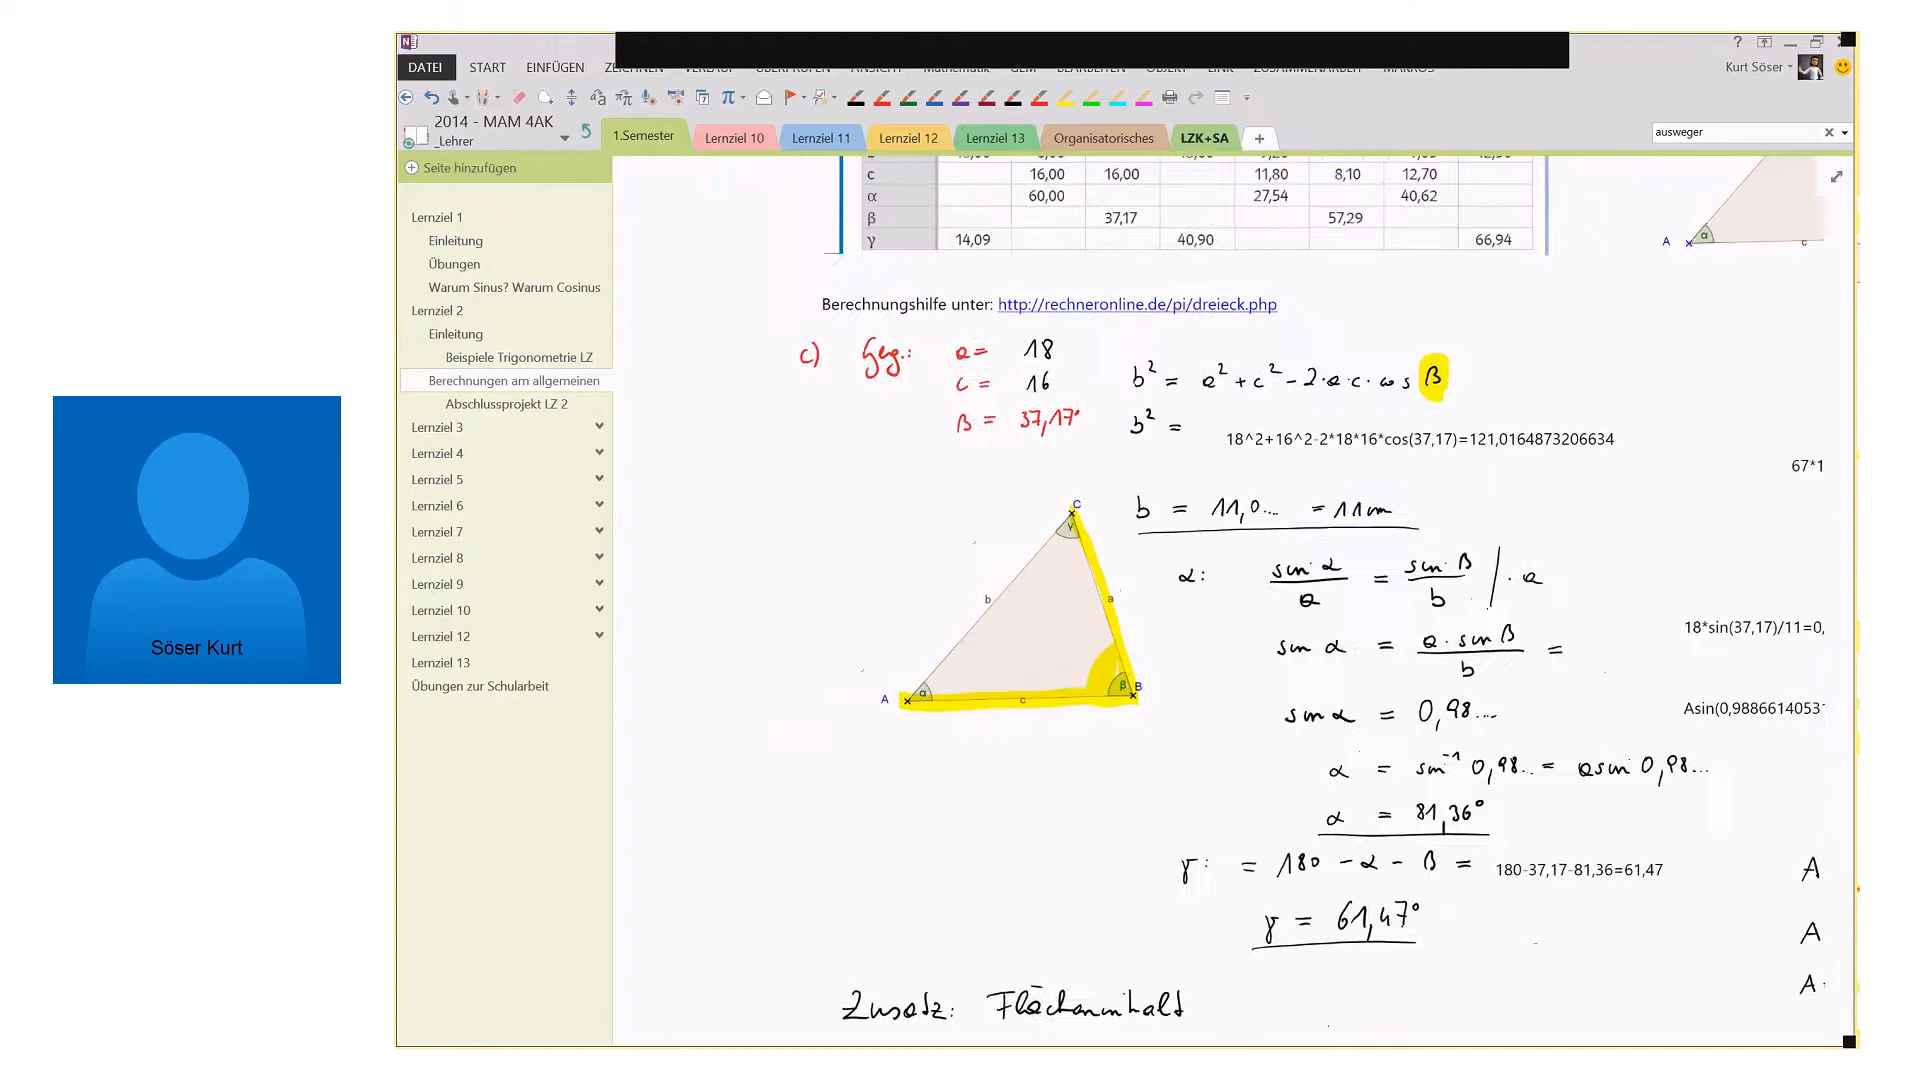 DATEI START EINFÜGEN
? Kurt Söser
2014 - MAM 4AK
_Lehrer
1.Semester Lernziel 10 Lernziel 11 Lernziel 12 Lernziel 13 Organisatorisches LZK+SA +
ausweger
Seite hinzufügen
Lernziel 1
Einleitung
Übungen
Warum Sinus? Warum Cosinus
Lernziel 2
Einleitung
Beispiele Trigonometrie LZ
Berechnungen am allgemeinen
Abschlussprojekt LZ 2
Lernziel 3
Lernziel 4
Lernziel 5
Lernziel 6
Lernziel 7
Lernziel 8
Lernziel 9
Lernziel 10
Lernziel 12
Lernziel 13
Übungen zur Schularbeit
Söser Kurt
c 16,00 16,00 11,80 8,10 12,70
α 60,00 27,54 40,62
β 37,17 57,29
γ 14,09 40,90 66,94
A α c
Berechnungshilfe unter: http://rechneronline.de/pi/dreieck.php
c) Geg.: a = 18
c = 16
β = 37,17°
b² = a² + c² - 2·a·c·cos β
b² = 18^2+16^2-2*18*16*cos(37,17)=121,0164873206634
67*1
b = 11,0... = 11cm
C
γ
b a
A α c β B
α: sin α / a = sin β / b | · a
sin α = a · sin β / b =
18*sin(37,17)/11=0,
sin α = 0,98...
Asin(0,9886614053
α = sin⁻¹ 0,98... = asin 0,98...
α = 81,36°
γ: = 180 - α - β = 180-37,17-81,36=61,47
A
γ = 61,47°
A
A
Zusatz: Flächeninhalt